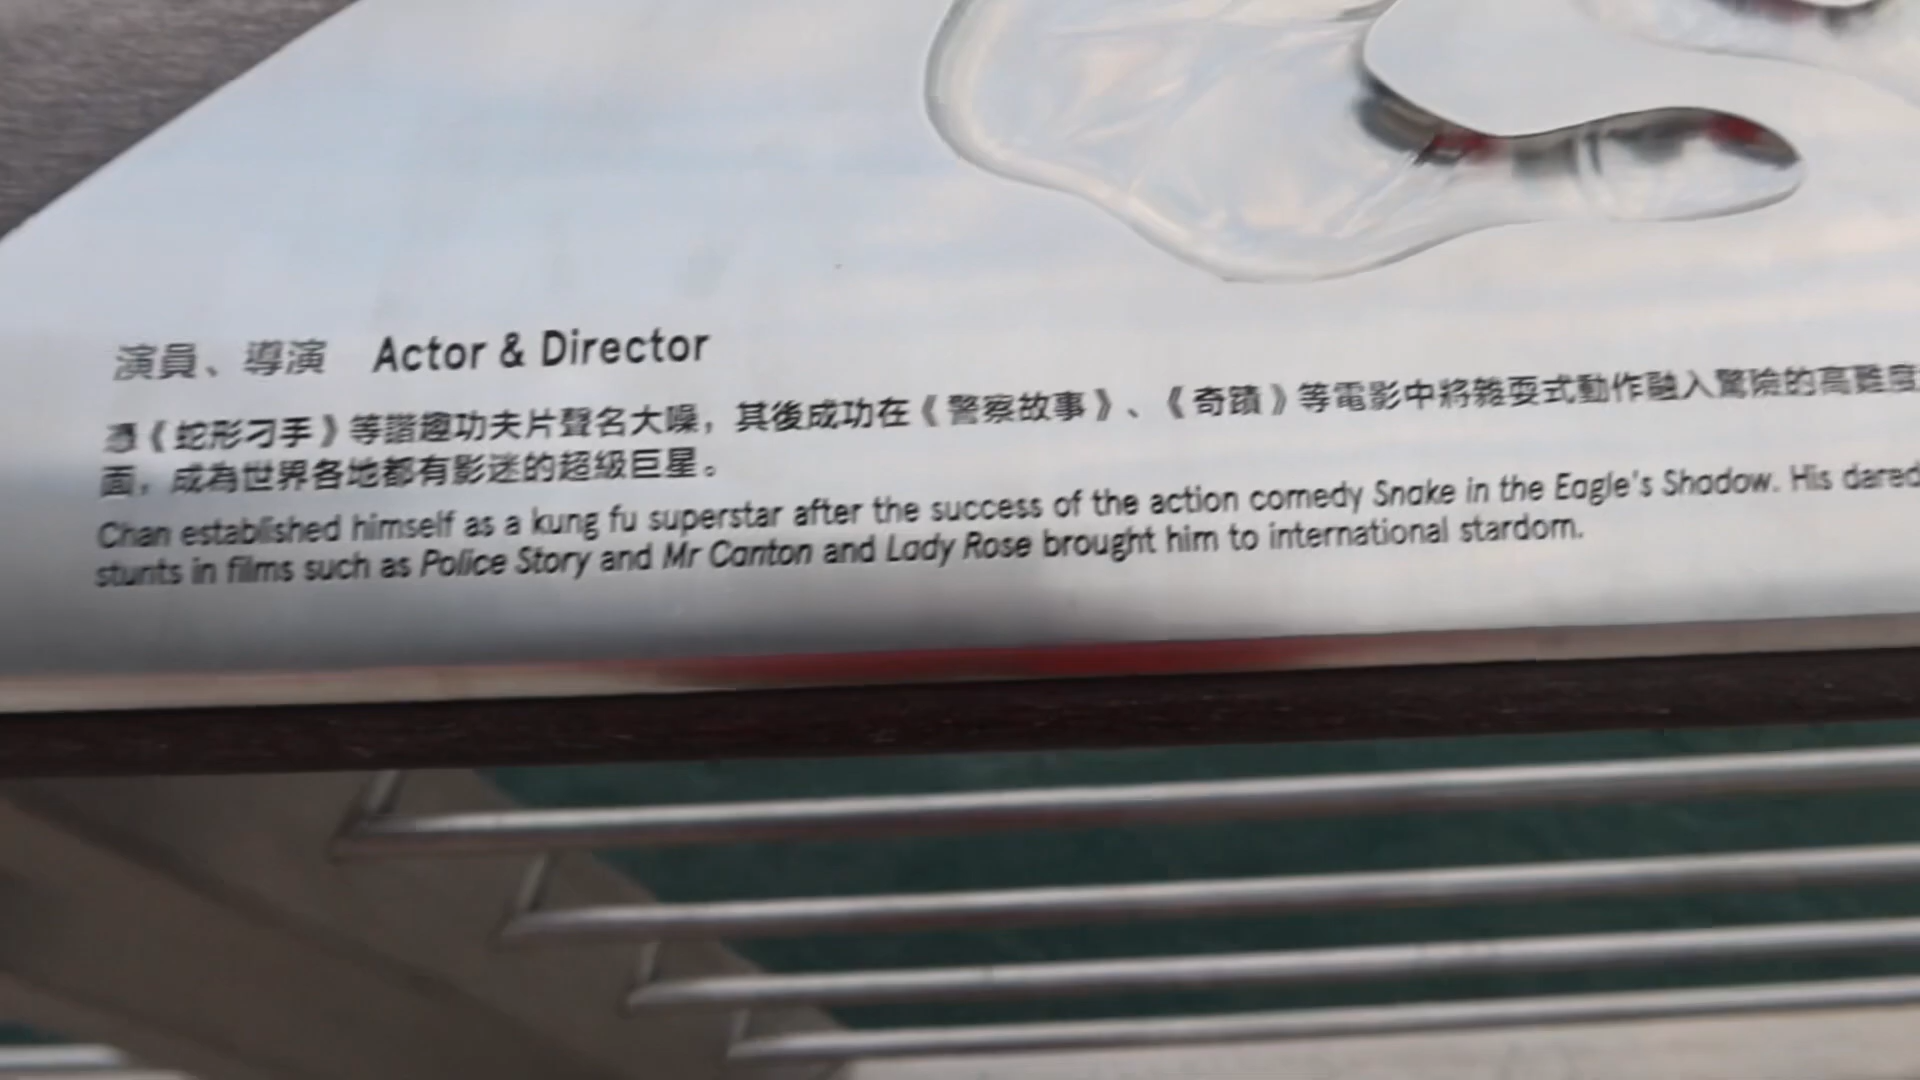 演員、導演 Actor & Director
憑《蛇形刁手》等諧趣功夫片聲名大噪，其後成功在《警察故事》、《奇蹟》等電影中將雜耍式動作融入驚險的高難度
面，成為世界各地都有影迷的超級巨星。
Chan established himself as a kung fu superstar after the success of the action comedy Snake in the Eagle's Shadow. His dared
stunts in films such as Police Story and Mr Canton and Lady Rose brought him to international stardom.